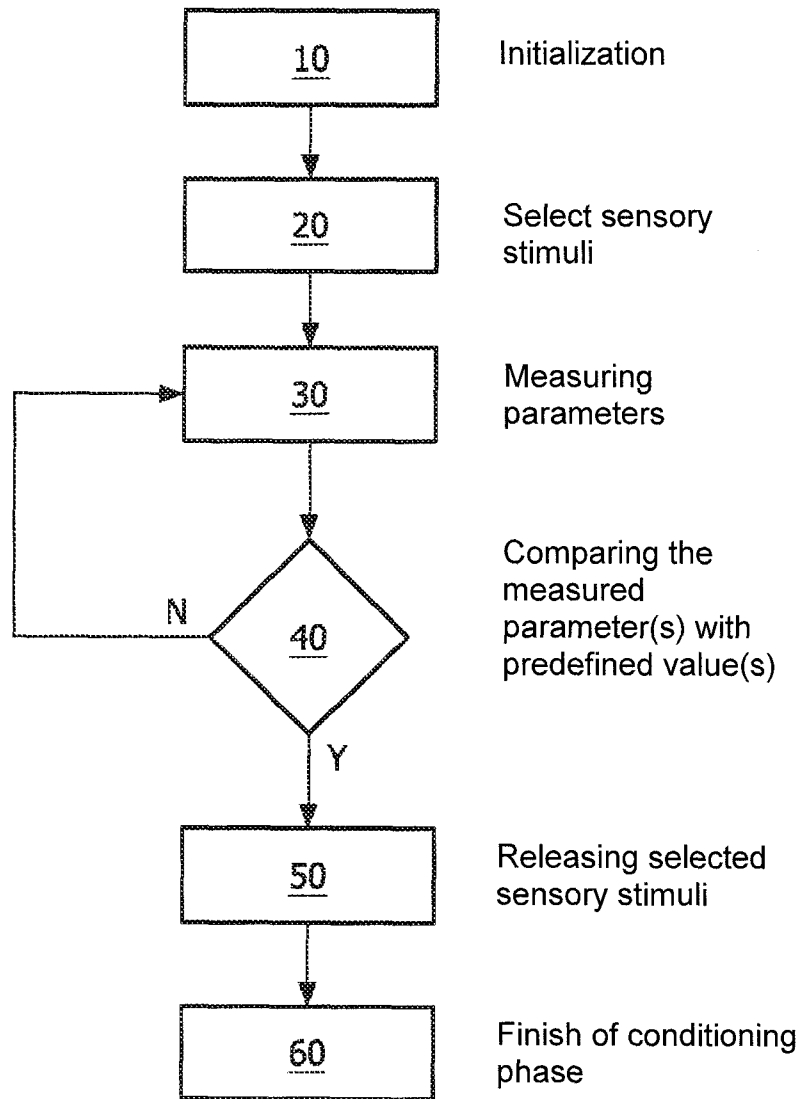 10
Initialization
20
Select sensory
stimuli
30
Measuring
parameters
Comparing the
measured
parameter(s) with
predefined value(s)
N
40
Y
50
Releasing selected
sensory stimuli
60
Finish of conditioning
phase